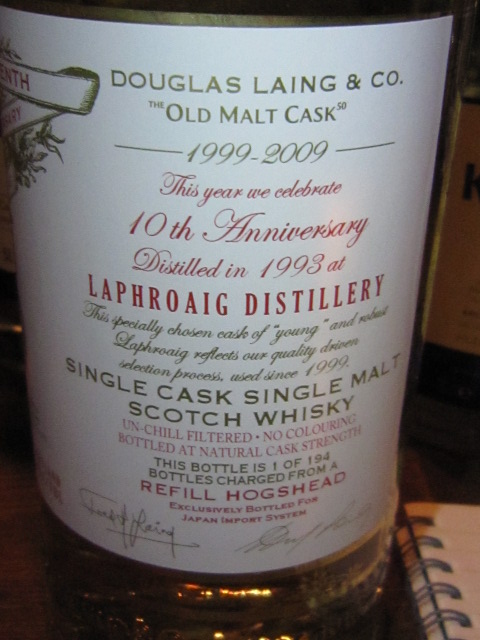 ENTH
DOUGLAS LAING & CO.
THE OLD MALT CASK 50
1999-2009
This year we celebrate
10th Anniversary
Distilled in 1993 at
LAPHROAIG DISTILLERY
This specially chosen cask of "young" and robust
Laphroaig reflects our quality driven
selection process, used since 1999.
SINGLE CASK SINGLE MALT
SCOTCH WHISKY
UN-CHILL FILTERED • NO COLOURING
BOTTLED AT NATURAL CASK STRENGTH
THIS BOTTLE IS 1 OF 194
BOTTLES CHARGED FROM A
REFILL HOGSHEAD
EXCLUSIVELY BOTTLED FOR
JAPAN IMPORT SYSTEM